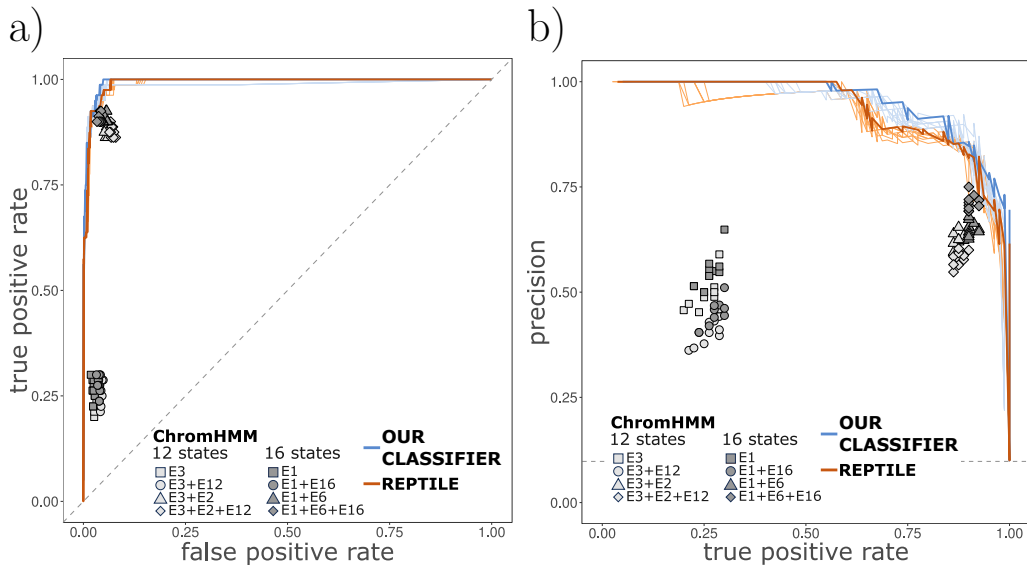 a)
true positive rate
1.00
0.75
0.50
0.25
0.00
ChromHMM
12 states
16 states
E3
E1
E3+E12
E1+E16
E3+E2
E1+E6
E3+E2+E12
E1+E6+E16
OUR
CLASSIFIER
REPTILE
0.00 0.25 0.50 0.75 1.00
false positive rate
b)
precision
1.00
0.75
0.50
0.25
0.00
ChromHMM
12 states
16 states
E3
E1
E3+E12
E1+E16
E3+E2
E1+E6
E3+E2+E12
E1+E6+E16
OUR
CLASSIFIER
REPTILE
0.00 0.25 0.50 0.75 1.00
true positive rate